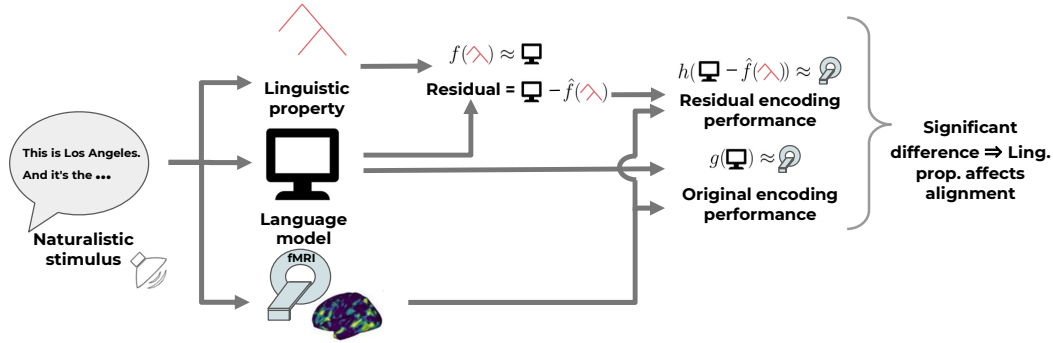 This is Los Angeles.
And it's the ...
Naturalistic
stimulus
Linguistic
property
Language
model
fMRI
f( ) ≈
Residual = − f̂( )
h( − f̂( )) ≈
Residual encoding
performance
g( ) ≈
Original encoding
performance
Significant
difference ⇒ Ling.
prop. affects
alignment